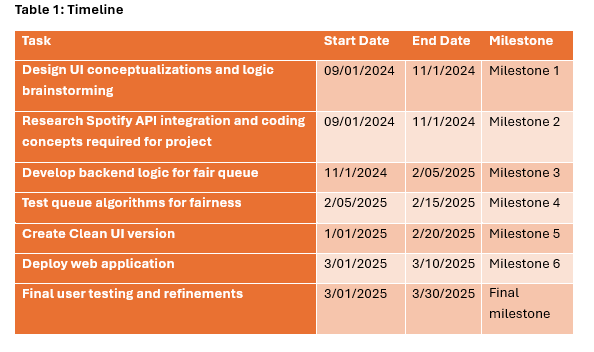 Table 1: Timeline
Task Start Date End Date Milestone
Design UI conceptualizations and logic 09/01/2024 11/1/2024 Milestone 1
brainstorming
Research Spotify API integration and coding 09/01/2024 11/1/2024 Milestone 2
concepts required for project
Develop backend logic for fair queue 11/1/2024 2/05/2025 Milestone 3
Test queue algorithms for fairness 2/05/2025 2/15/2025 Milestone 4
Create Clean UI version 1/01/2025 2/20/2025 Milestone 5
Deploy web application 3/01/2025 3/10/2025 Milestone 6
Final user testing and refinements 3/01/2025 3/30/2025 Final
milestone